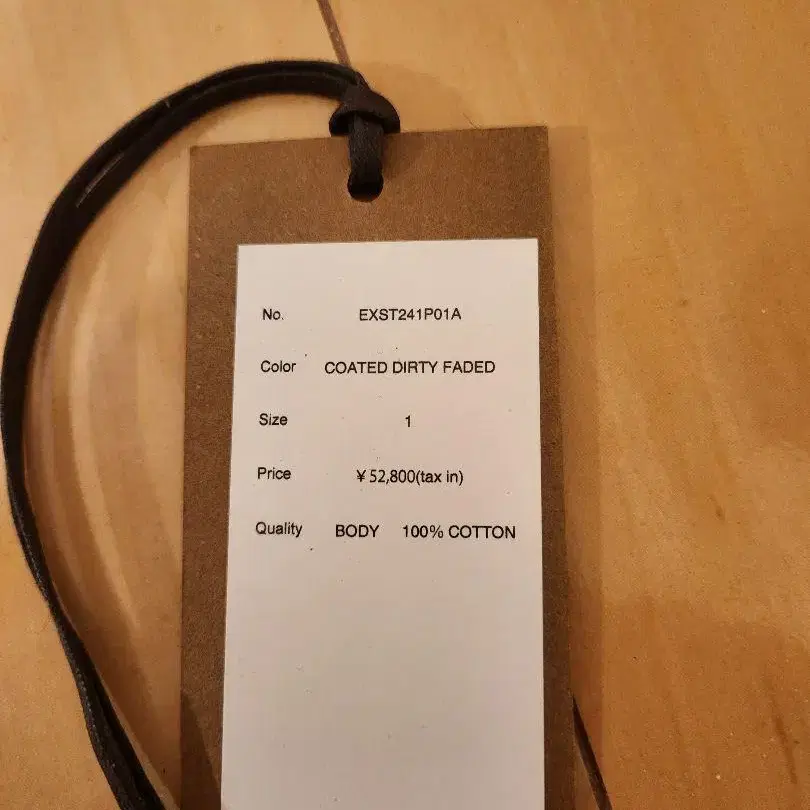 No. EXST241P01A
Color COATED DIRTY FADED
Size 1
Price ¥52,800(tax in)
Quality BODY 100% COTTON